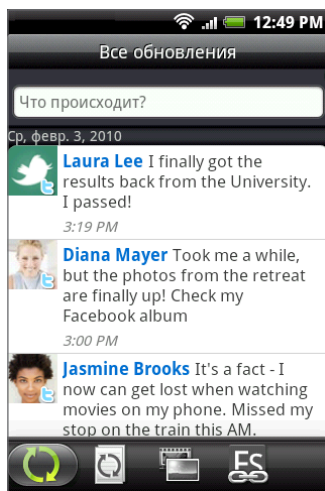 12:49 PM
Все обновления
Что происходит?
Ср, февр. 3, 2010
Laura Lee I finally got the
results back from the University.
I passed!
3:19 PM
Diana Mayer Took me a while,
but the photos from the retreat
are finally up! Check my
Facebook album
3:00 PM
Jasmine Brooks It's a fact - I
now can get lost when watching
movies on my phone. Missed my
stop on the train this AM.
FS